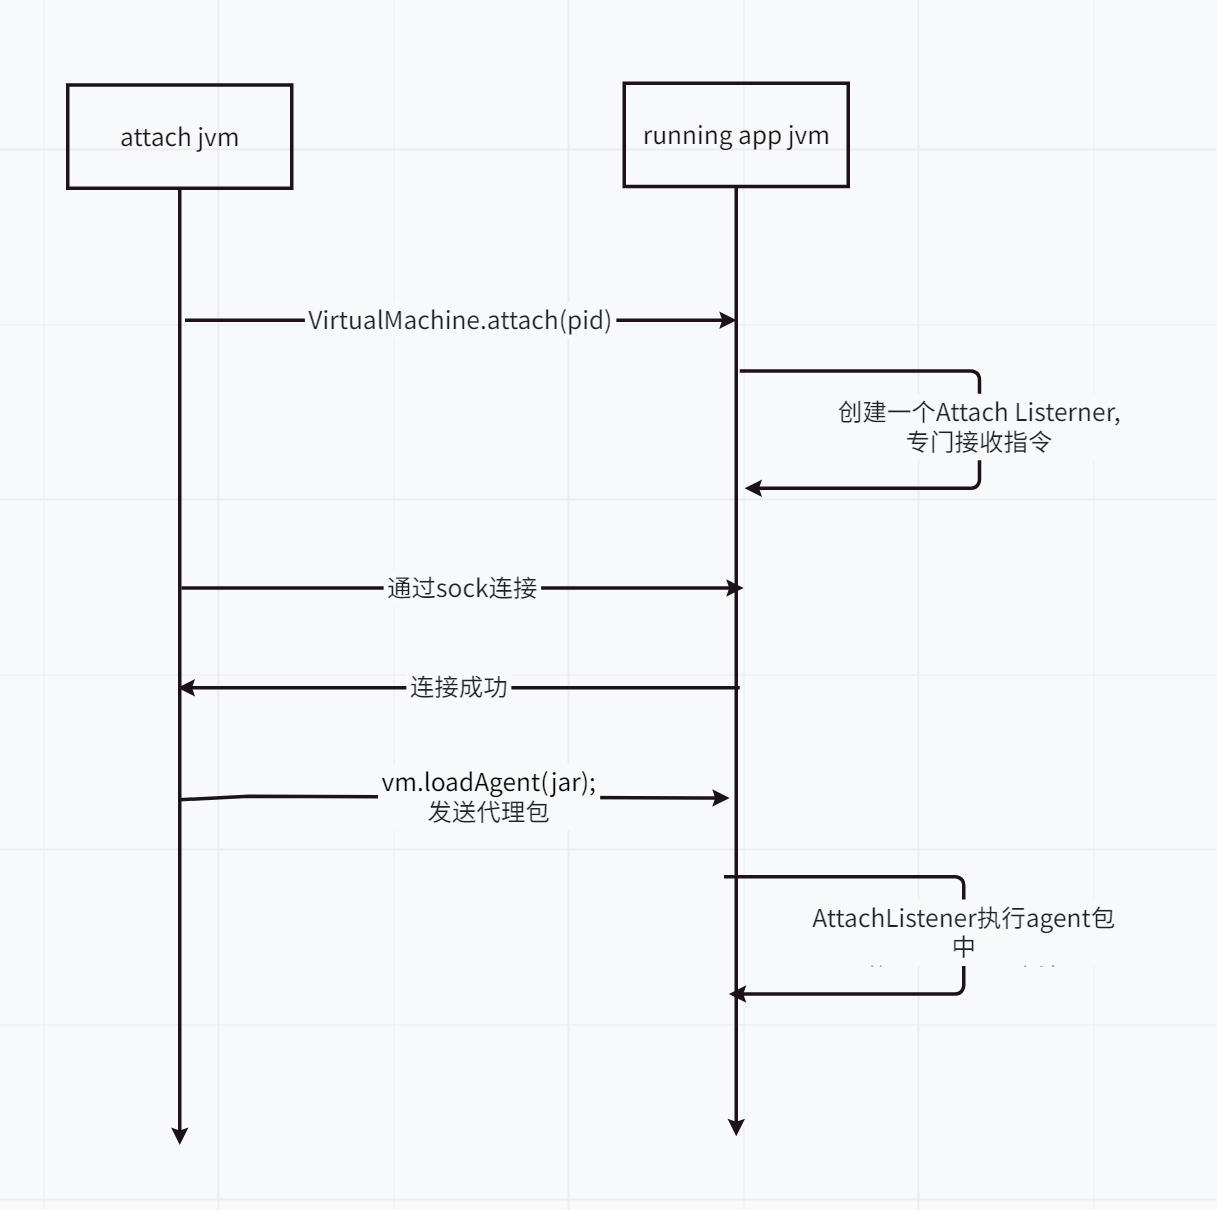 attach jvm
running app jvm
VirtualMachine.attach(pid)
创建一个Attach Listerner,
专门接收指令
通过sock连接
连接成功
vm.loadAgent(jar);
发送代理包
AttachListener执行agent包
中